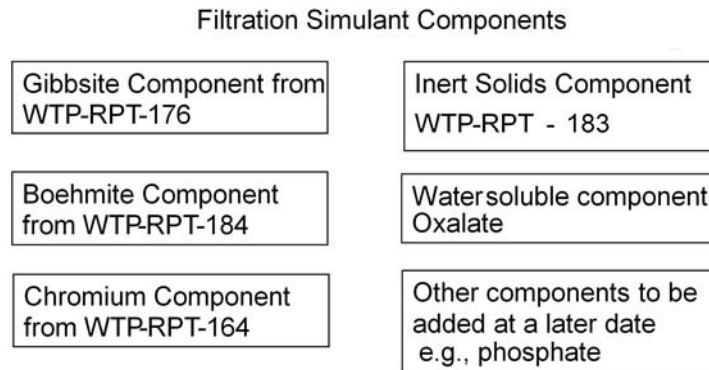 Filtration Simulant Components
Gibbsite Component from
WTP-RPT-176
Inert Solids Component
WTP-RPT - 183
Boehmite Component
from WTP-RPT-184
Watersoluble component
Oxalate
Chromium Component
from WTP-RPT-164
Other components to be
added at a later date
e.g., phosphate